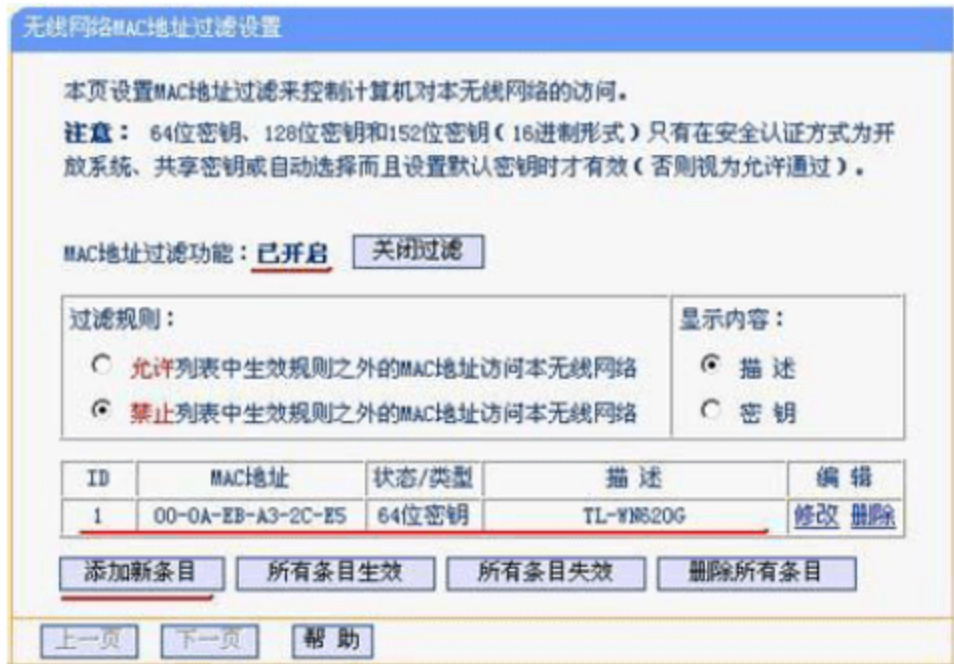 无线网络MAC地址过滤设置
本页设置MAC地址过滤来控制计算机对本无线网络的访问。
注意： 64位密钥、128位密钥和152位密钥(16进制形式)只有在安全认证方式为开
放系统、共享密钥或自动选择而且设置默认密钥时才有效(否则视为允许通过)。
MAC地址过滤功能：已开启 关闭过滤
过滤规则： 显示内容：
允许列表中生效规则之外的MAC地址访问本无线网络 描 述
禁止列表中生效规则之外的MAC地址访问本无线网络 密 钥
ID MAC地址 状态/类型 描 述 编 辑
1 00-0A-EB-A3-2C-E5 64位密钥 TL-WN620G 修改 删除
添加新条目 所有条目生效 所有条目失效 删除所有条目
上一页 下一页 帮 助